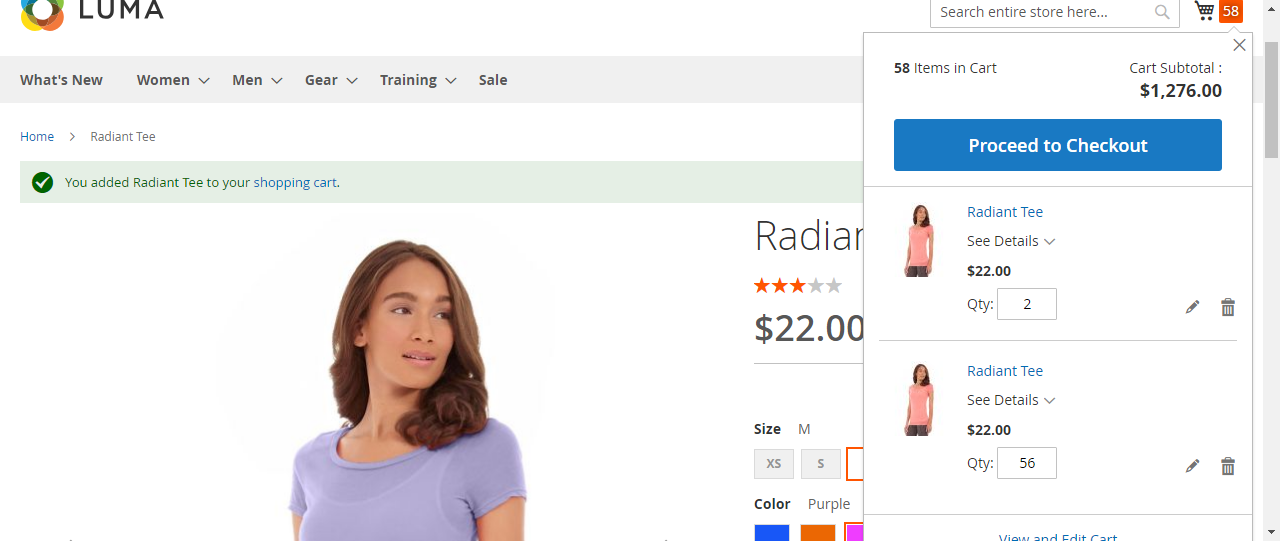 LUMA
Search entire store here...
58
What's New
Women
Men
Gear
Training
Sale
58 Items in Cart
Cart Subtotal :
$1,276.00
Proceed to Checkout
Home
Radiant Tee
You added Radiant Tee to your shopping cart.
Radian
$22.00
Size M
XS
S
Color Purple
Radiant Tee
See Details
$22.00
Qty: 2
Radiant Tee
See Details
$22.00
Qty: 56
View and Edit Cart